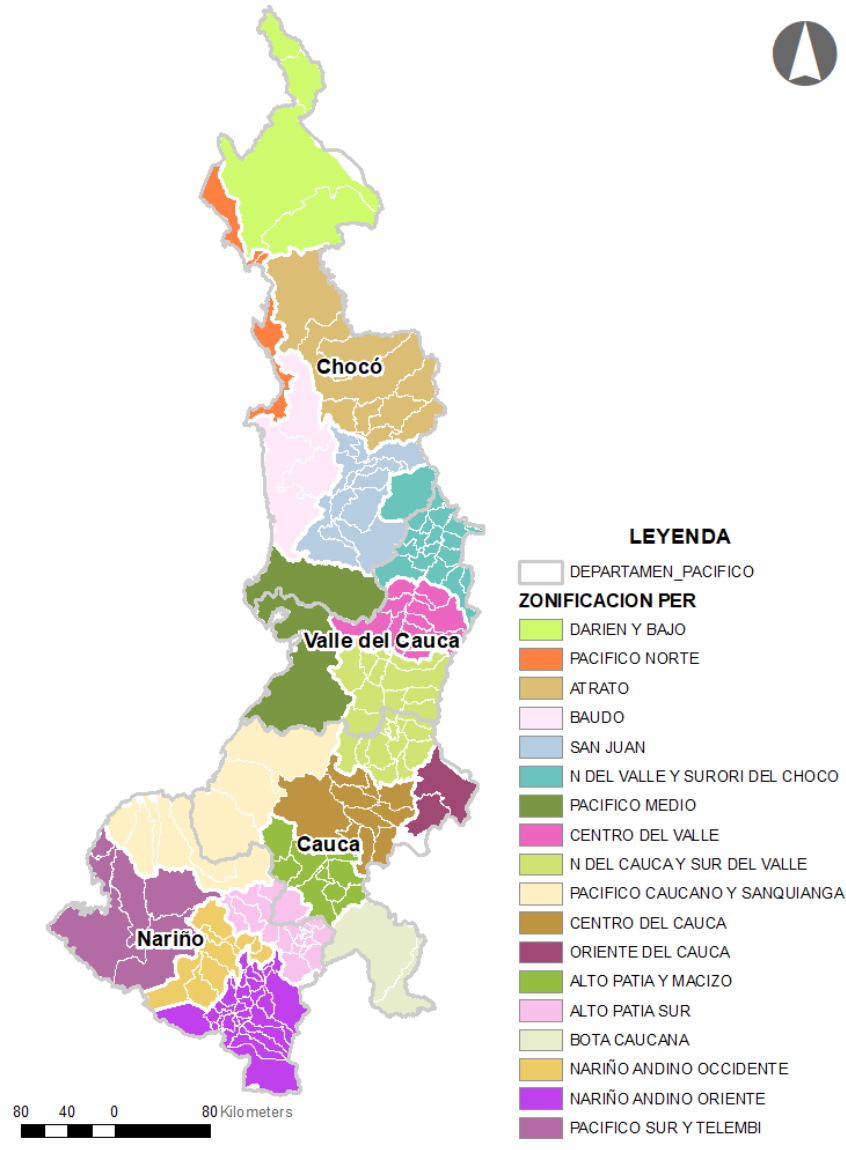 Chocó
Valle del Cauca
Cauca
Nariño
LEYENDA
DEPARTAMEN_PACIFICO
ZONIFICACION PER
DARIEN Y BAJO
PACIFICO NORTE
ATRATO
BAUDO
SAN JUAN
N DEL VALLE Y SURORI DEL CHOCO
PACIFICO MEDIO
CENTRO DEL VALLE
N DEL CAUCA Y SUR DEL VALLE
PACIFICO CAUCANO Y SANQUIANGA
CENTRO DEL CAUCA
ORIENTE DEL CAUCA
ALTO PATIA Y MACIZO
ALTO PATIA SUR
BOTA CAUCANA
NARIÑO ANDINO OCCIDENTE
NARIÑO ANDINO ORIENTE
PACIFICO SUR Y TELEMBI
80 40 0 80 Kilometers